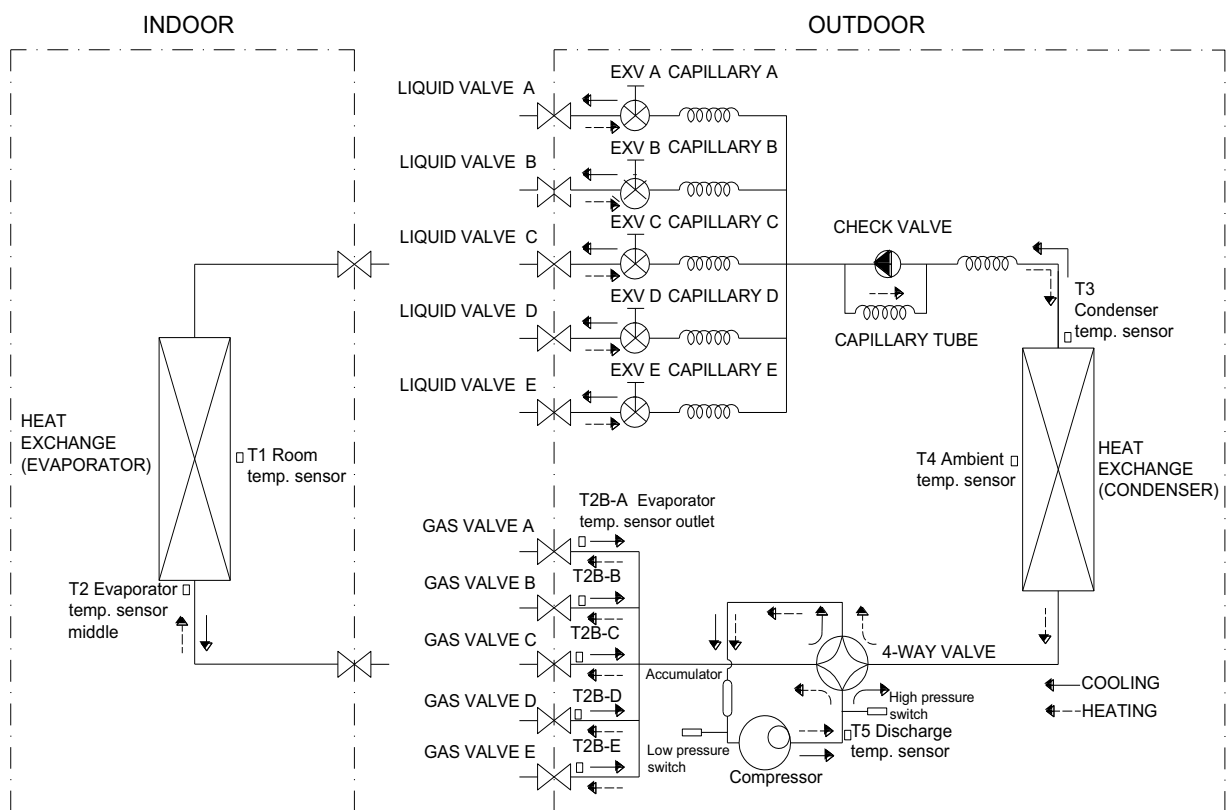 INDOOR
OUTDOOR
LIQUID VALVE A
EXV A CAPILLARY A
LIQUID VALVE B
EXV B CAPILLARY B
LIQUID VALVE C
EXV C CAPILLARY C
LIQUID VALVE D
EXV D CAPILLARY D
LIQUID VALVE E
EXV E CAPILLARY E
CHECK VALVE
CAPILLARY TUBE
T3
Condenser
temp. sensor
HEAT
EXCHANGE
(EVAPORATOR)
T1 Room
temp. sensor
T4 Ambient
temp. sensor
HEAT
EXCHANGE
(CONDENSER)
T2 Evaporator
temp. sensor
middle
T2B-A Evaporator
temp. sensor outlet
GAS VALVE A
GAS VALVE B
T2B-B
GAS VALVE C
T2B-C
GAS VALVE D
T2B-D
GAS VALVE E
T2B-E
Accumulator
4-WAY VALVE
High pressure
switch
T5 Discharge
temp. sensor
Low pressure
switch
Compressor
COOLING
HEATING